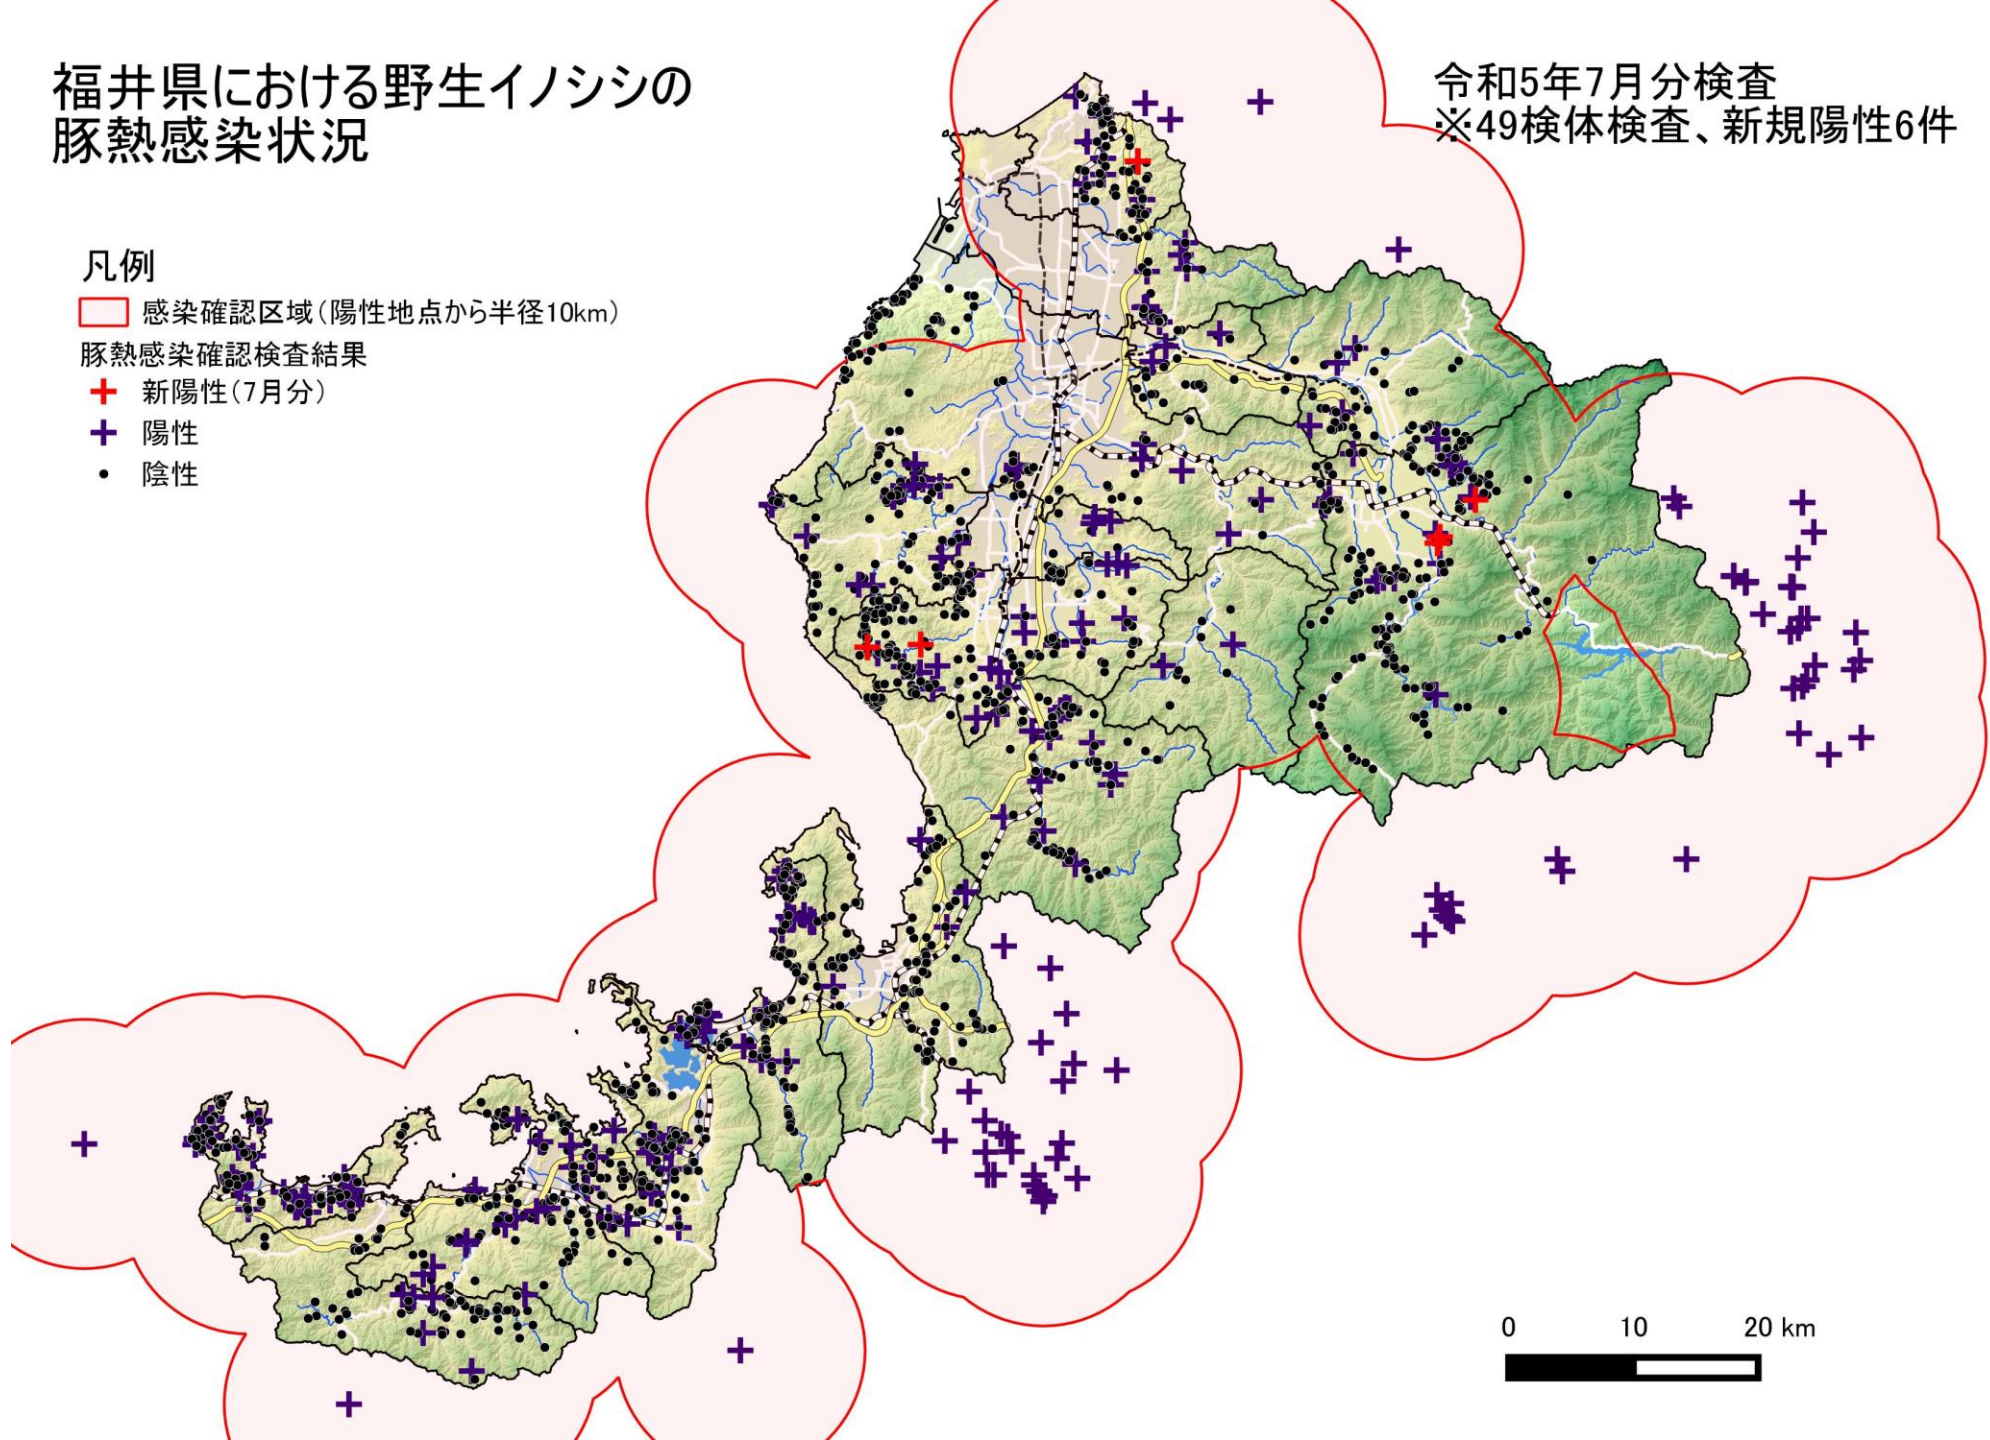 福井県における野生イノシシの
豚熱感染状況
令和5年7月分検査
※49検体検査、新規陽性6件
凡例
感染確認区域(陽性地点から半径10km)
豚熱感染確認検査結果
新陽性(7月分)
陽性
陰性
0 10 20 km